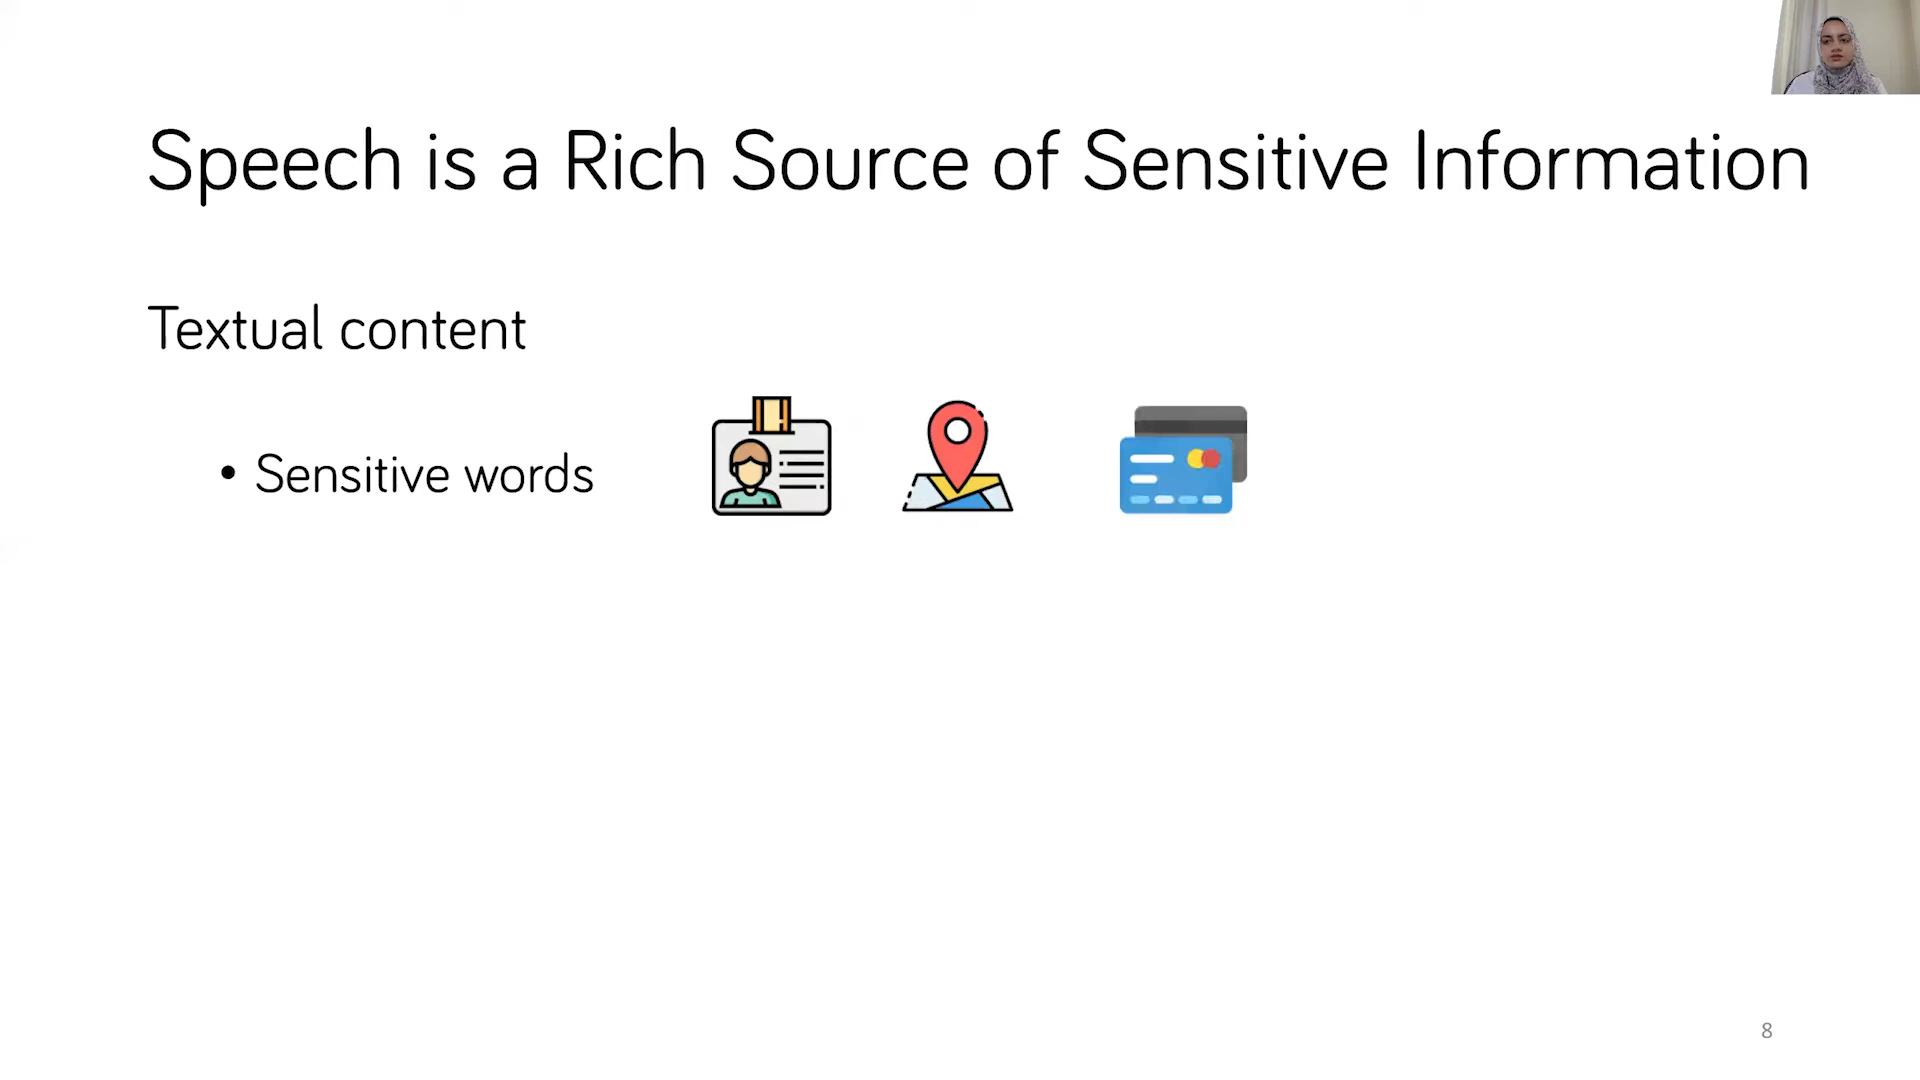 Speech is a Rich Source of Sensitive Information
Textual content
• Sensitive words
8